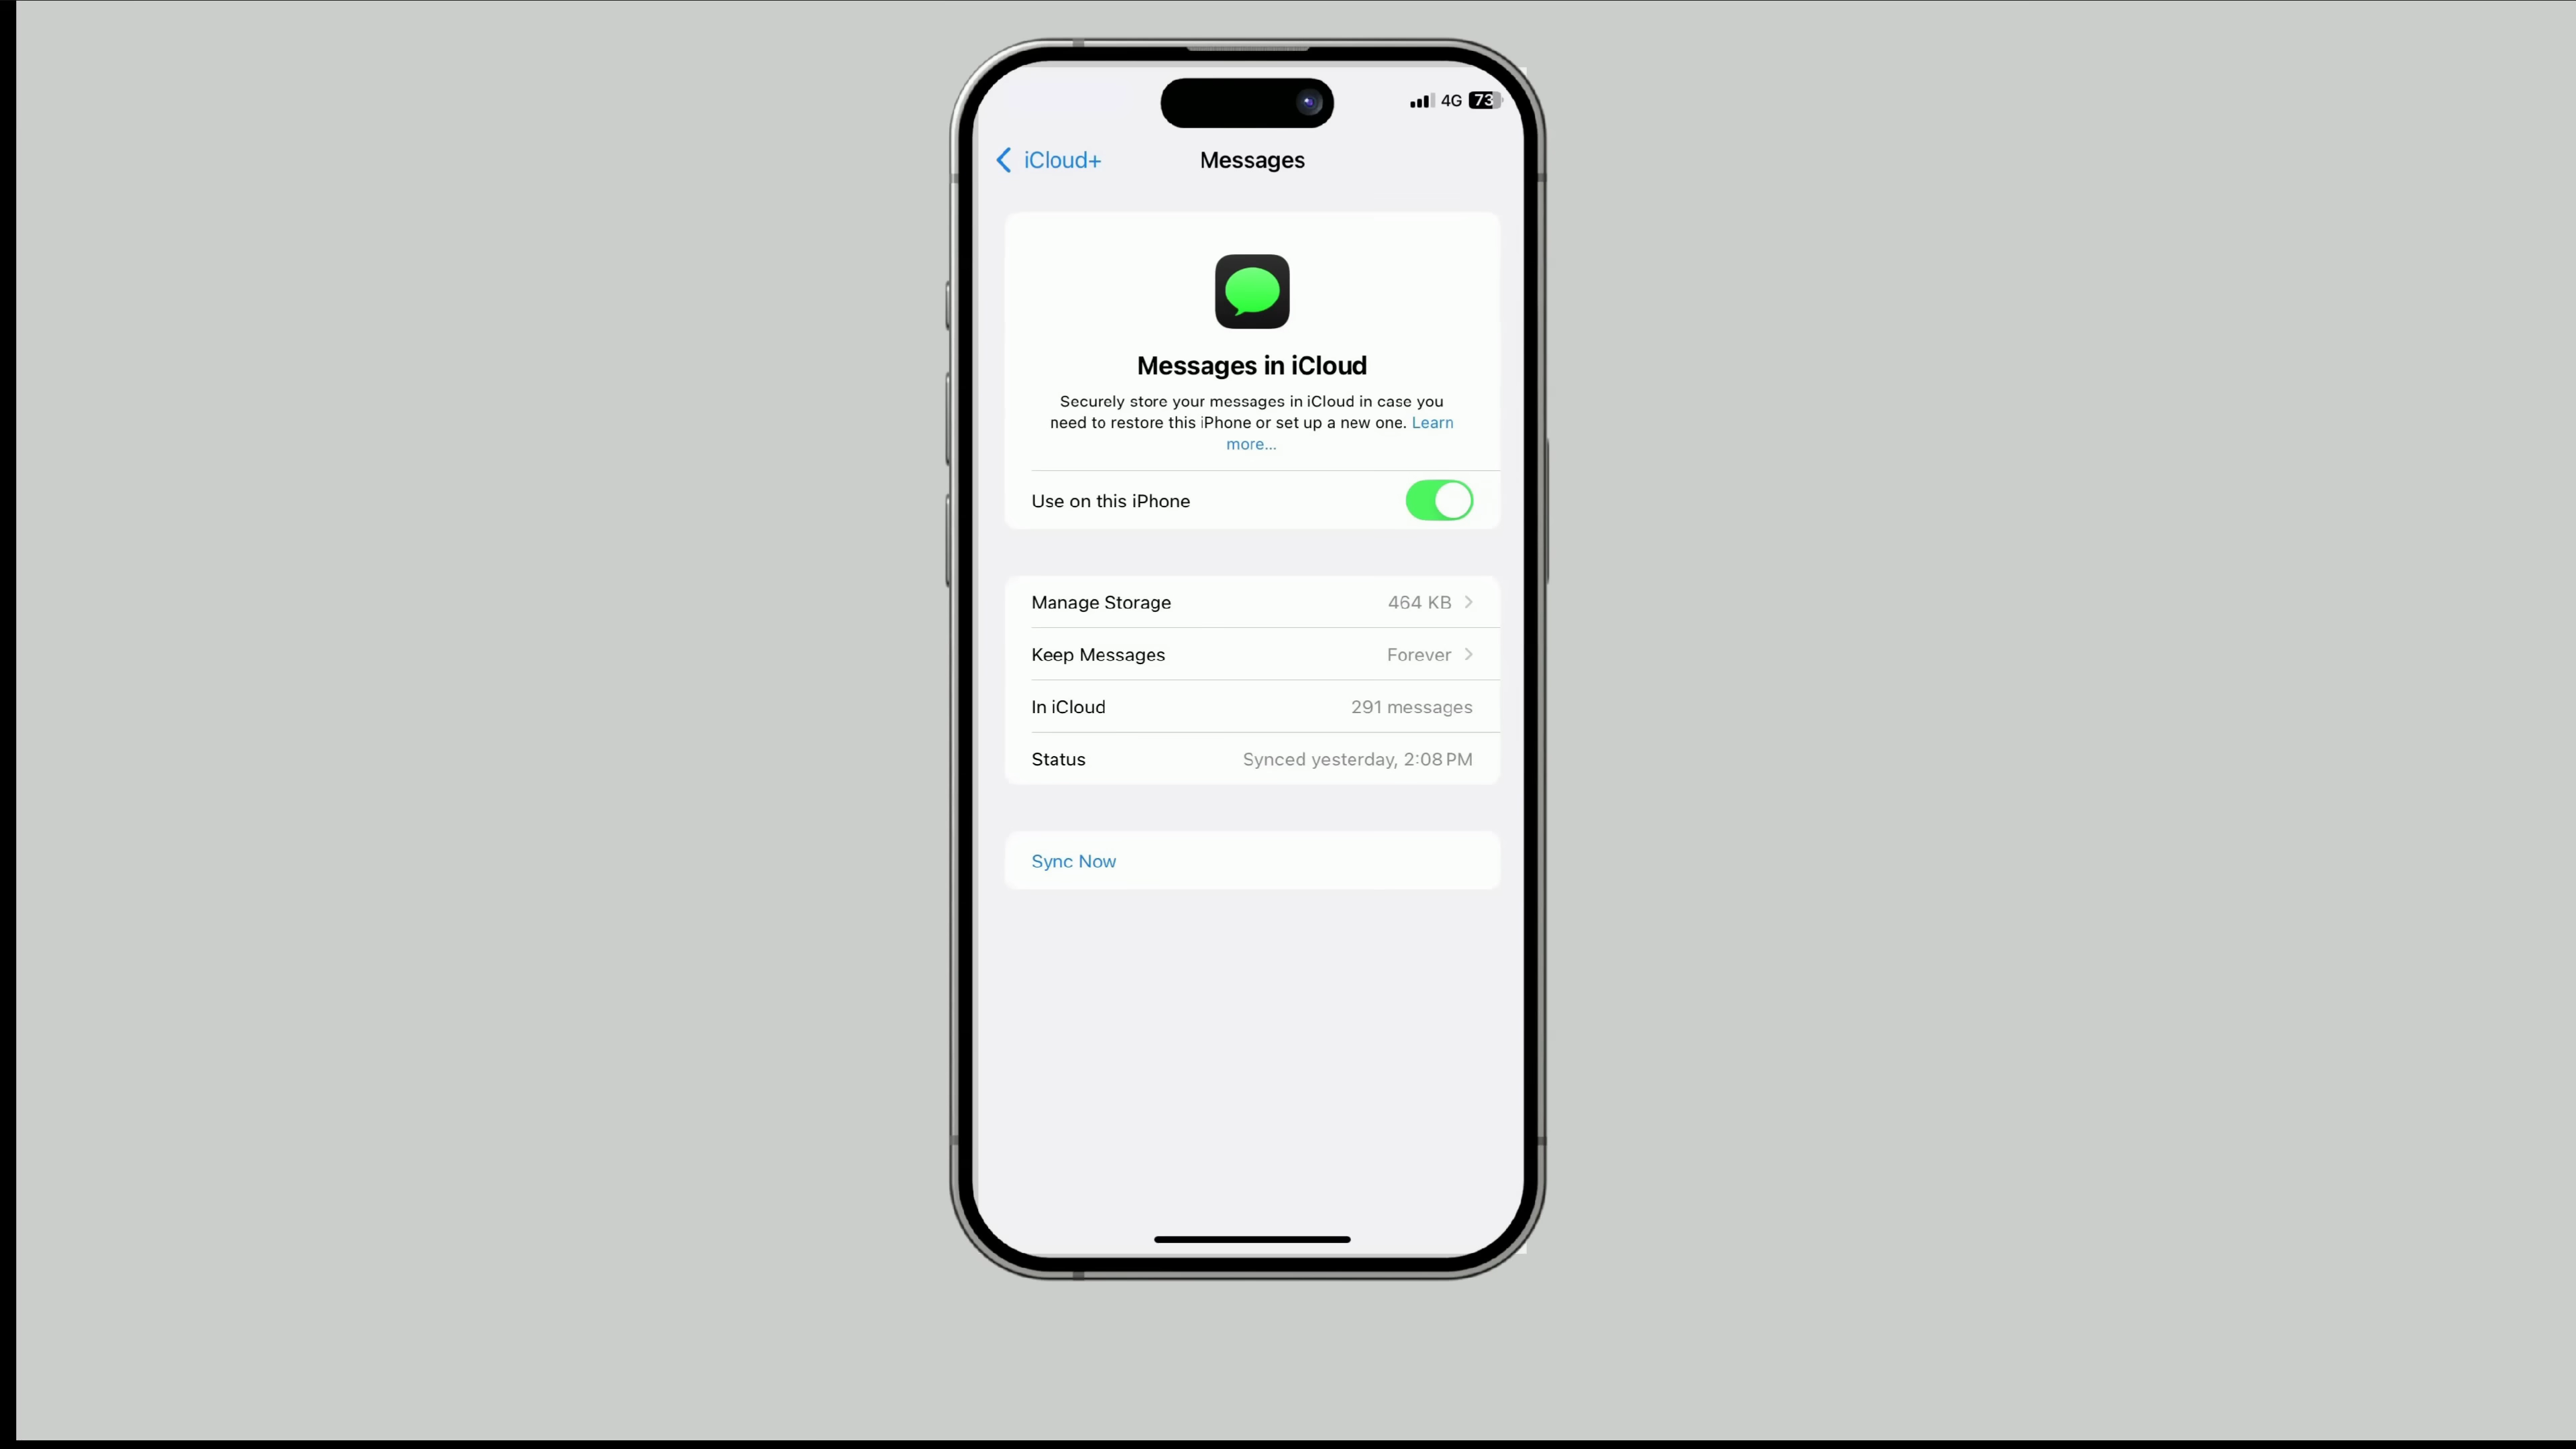 4G 73
iCloud+ Messages
Messages in iCloud
Securely store your messages in iCloud in case you
need to restore this iPhone or set up a new one. Learn
more...
Use on this iPhone
Manage Storage 464 KB
Keep Messages Forever
In iCloud 291 messages
Status Synced yesterday, 2:08 PM
Sync Now